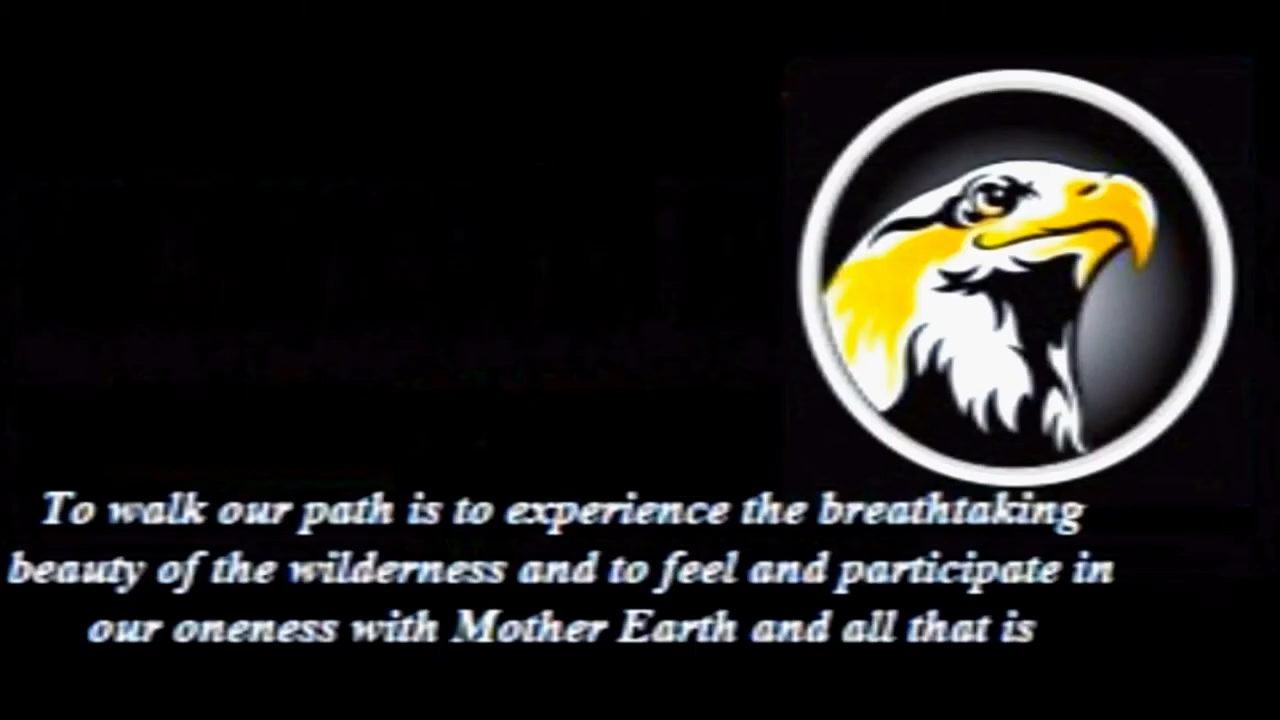 To walk our path is to experience the breathtaking
beauty of the wilderness and to feel and participate in
our oneness with Mother Earth and all that is